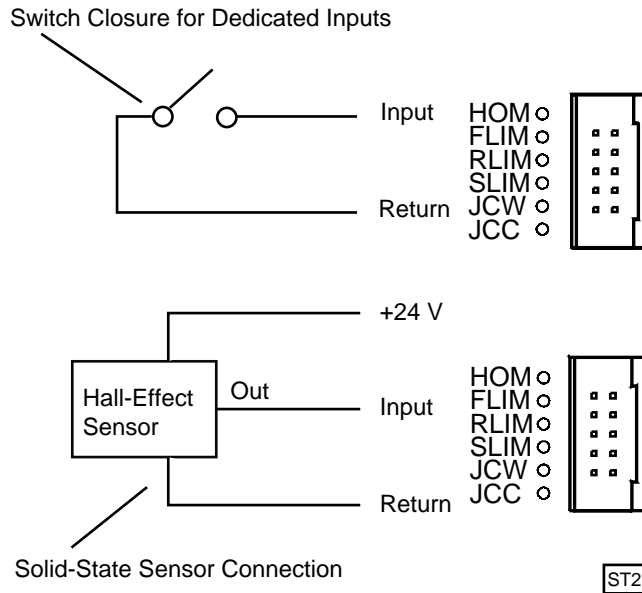 Switch Closure for Dedicated Inputs
Input
Return
HOM
FLIM
RLIM
SLIM
JCW
JCC
+24 V
Hall-Effect
Sensor
Out
Input
Return
HOM
FLIM
RLIM
SLIM
JCW
JCC
Solid-State Sensor Connection
ST2